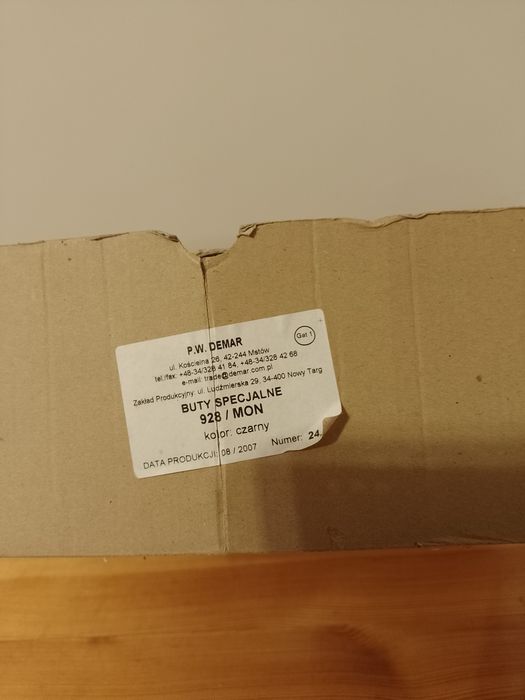 P.W. DEMAR
Gat 1
ul. Kościelna 26, 42-244 Mstów
tel./fax: +48-34/328 41 84, +48-34/328 42 68
e-mail: trade@demar.com.pl
Zakład Produkcyjny: ul. Ludźmierska 29, 34-400 Nowy Targ
BUTY SPECJALNE
928 / MON
kolor: czarny
DATA PRODUKCJI: 08 / 2007 Numer: 24